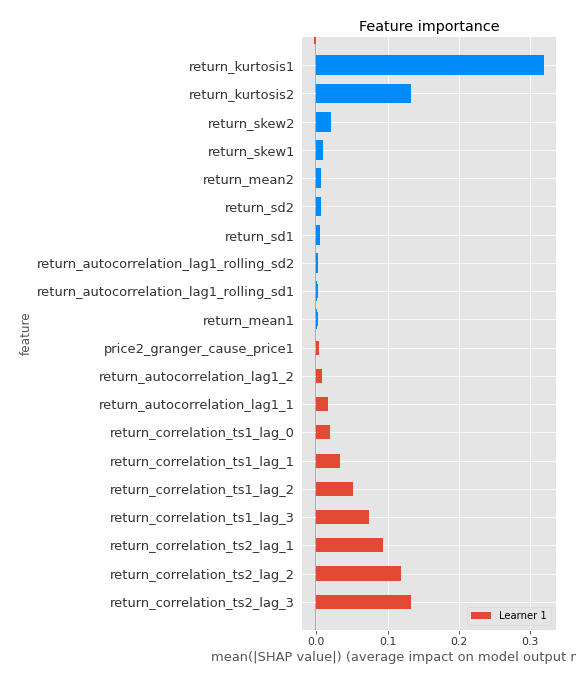 Feature importance
return_kurtosis1
return_kurtosis2
return_skew2
return_skew1
return_mean2
return_sd2
return_sd1
return_autocorrelation_lag1_rolling_sd2
return_autocorrelation_lag1_rolling_sd1
return_mean1
price2_granger_cause_price1
return_autocorrelation_lag1_2
return_autocorrelation_lag1_1
return_correlation_ts1_lag_0
return_correlation_ts1_lag_1
return_correlation_ts1_lag_2
return_correlation_ts1_lag_3
return_correlation_ts2_lag_1
return_correlation_ts2_lag_2
return_correlation_ts2_lag_3
feature
Learner 1
0.0 0.1 0.2 0.3
mean(|SHAP value|) (average impact on model output